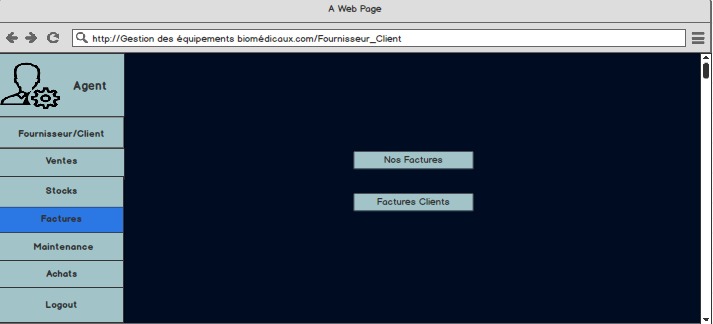 A Web Page
http://Gestion des équipements biomédicaux.com/Fournisseur_Client
Agent
Fournisseur/Client
Ventes
Stocks
Factures
Maintenance
Achats
Logout
Nos Factures
Factures Clients